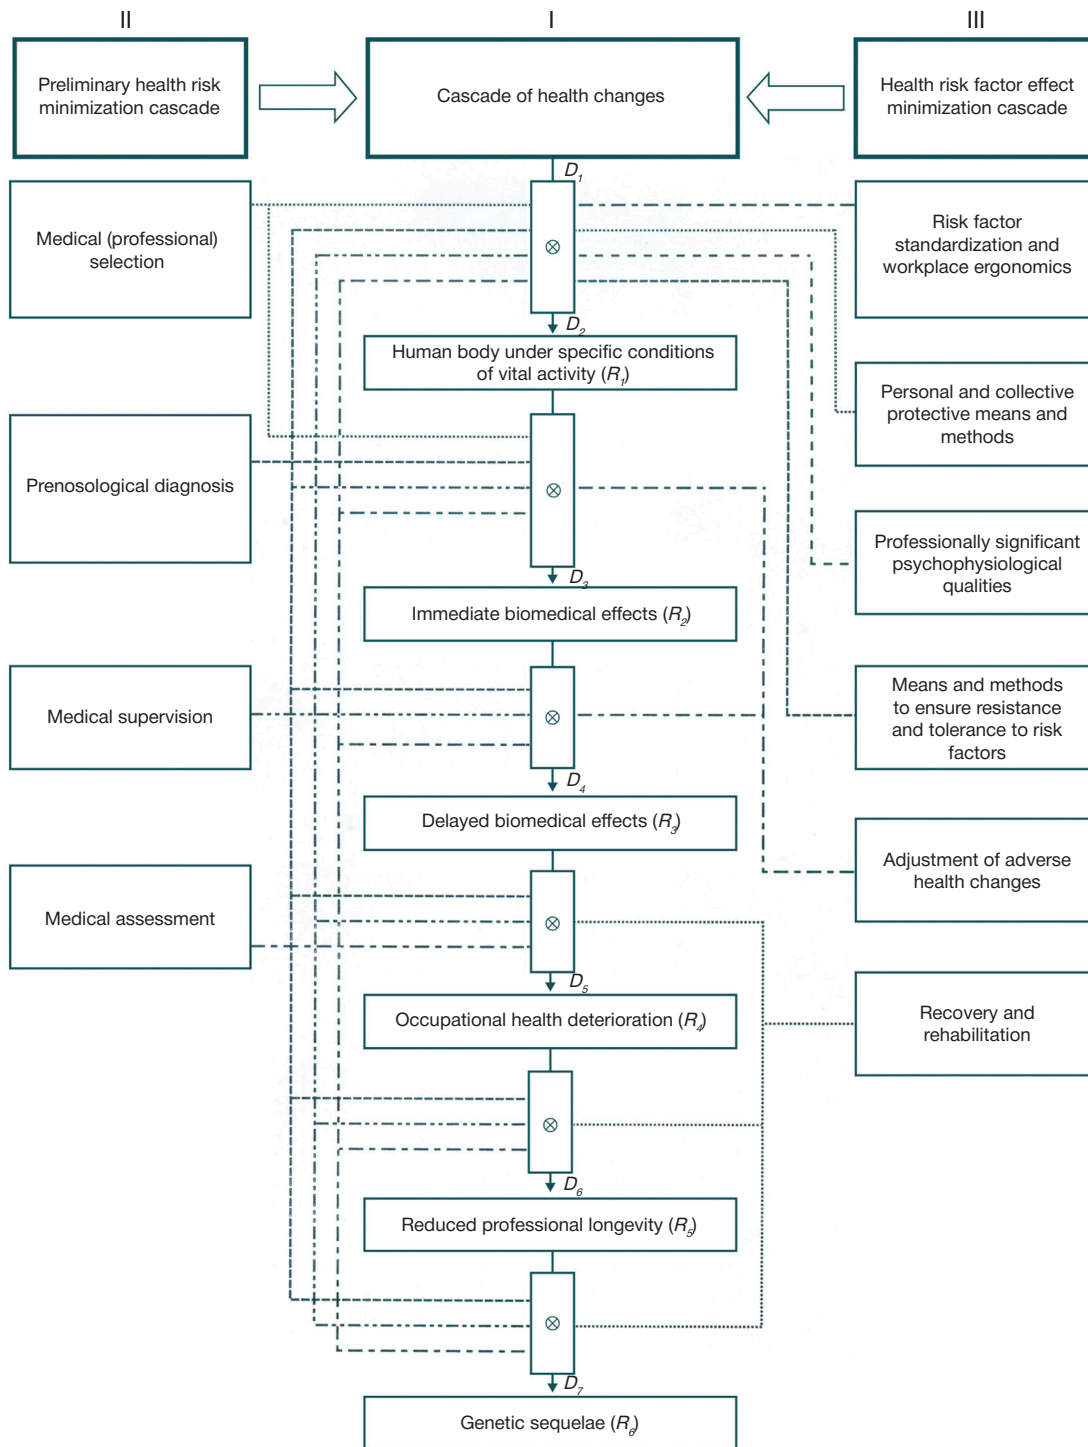 II
I
III
Preliminary health risk
minimization cascade
Cascade of health changes
Health risk factor effect
minimization cascade
D1
Medical (professional)
selection
Risk factor
standardization and
workplace ergonomics
⊗
D2
Human body under specific conditions
of vital activity (R1)
Personal and collective
protective means and
methods
Prenosological diagnosis
⊗
Professionally significant
psychophysiological
qualities
D3
Immediate biomedical effects (R2)
Medical supervision
⊗
Means and methods
to ensure resistance
and tolerance to risk
factors
D4
Delayed biomedical effects (R3)
Adjustment of adverse
health changes
Medical assessment
⊗
D5
Occupational health deterioration (R4)
Recovery and
rehabilitation
⊗
D6
Reduced professional longevity (R5)
⊗
D7
Genetic sequelae (R6)